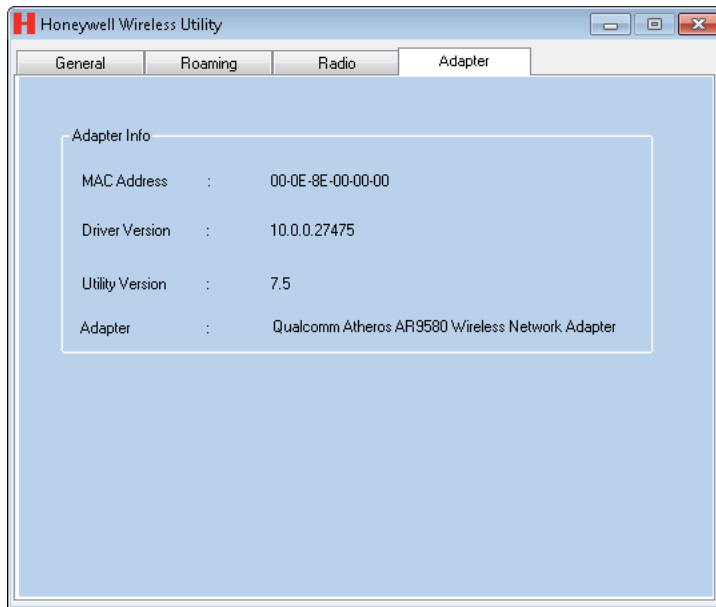 Honeywell Wireless Utility
General Roaming Radio Adapter
Adapter Info
MAC Address : 00-0E-8E-00-00-00
Driver Version : 10.0.0.27475
Utility Version : 7.5
Adapter : Qualcomm Atheros AR9580 Wireless Network Adapter